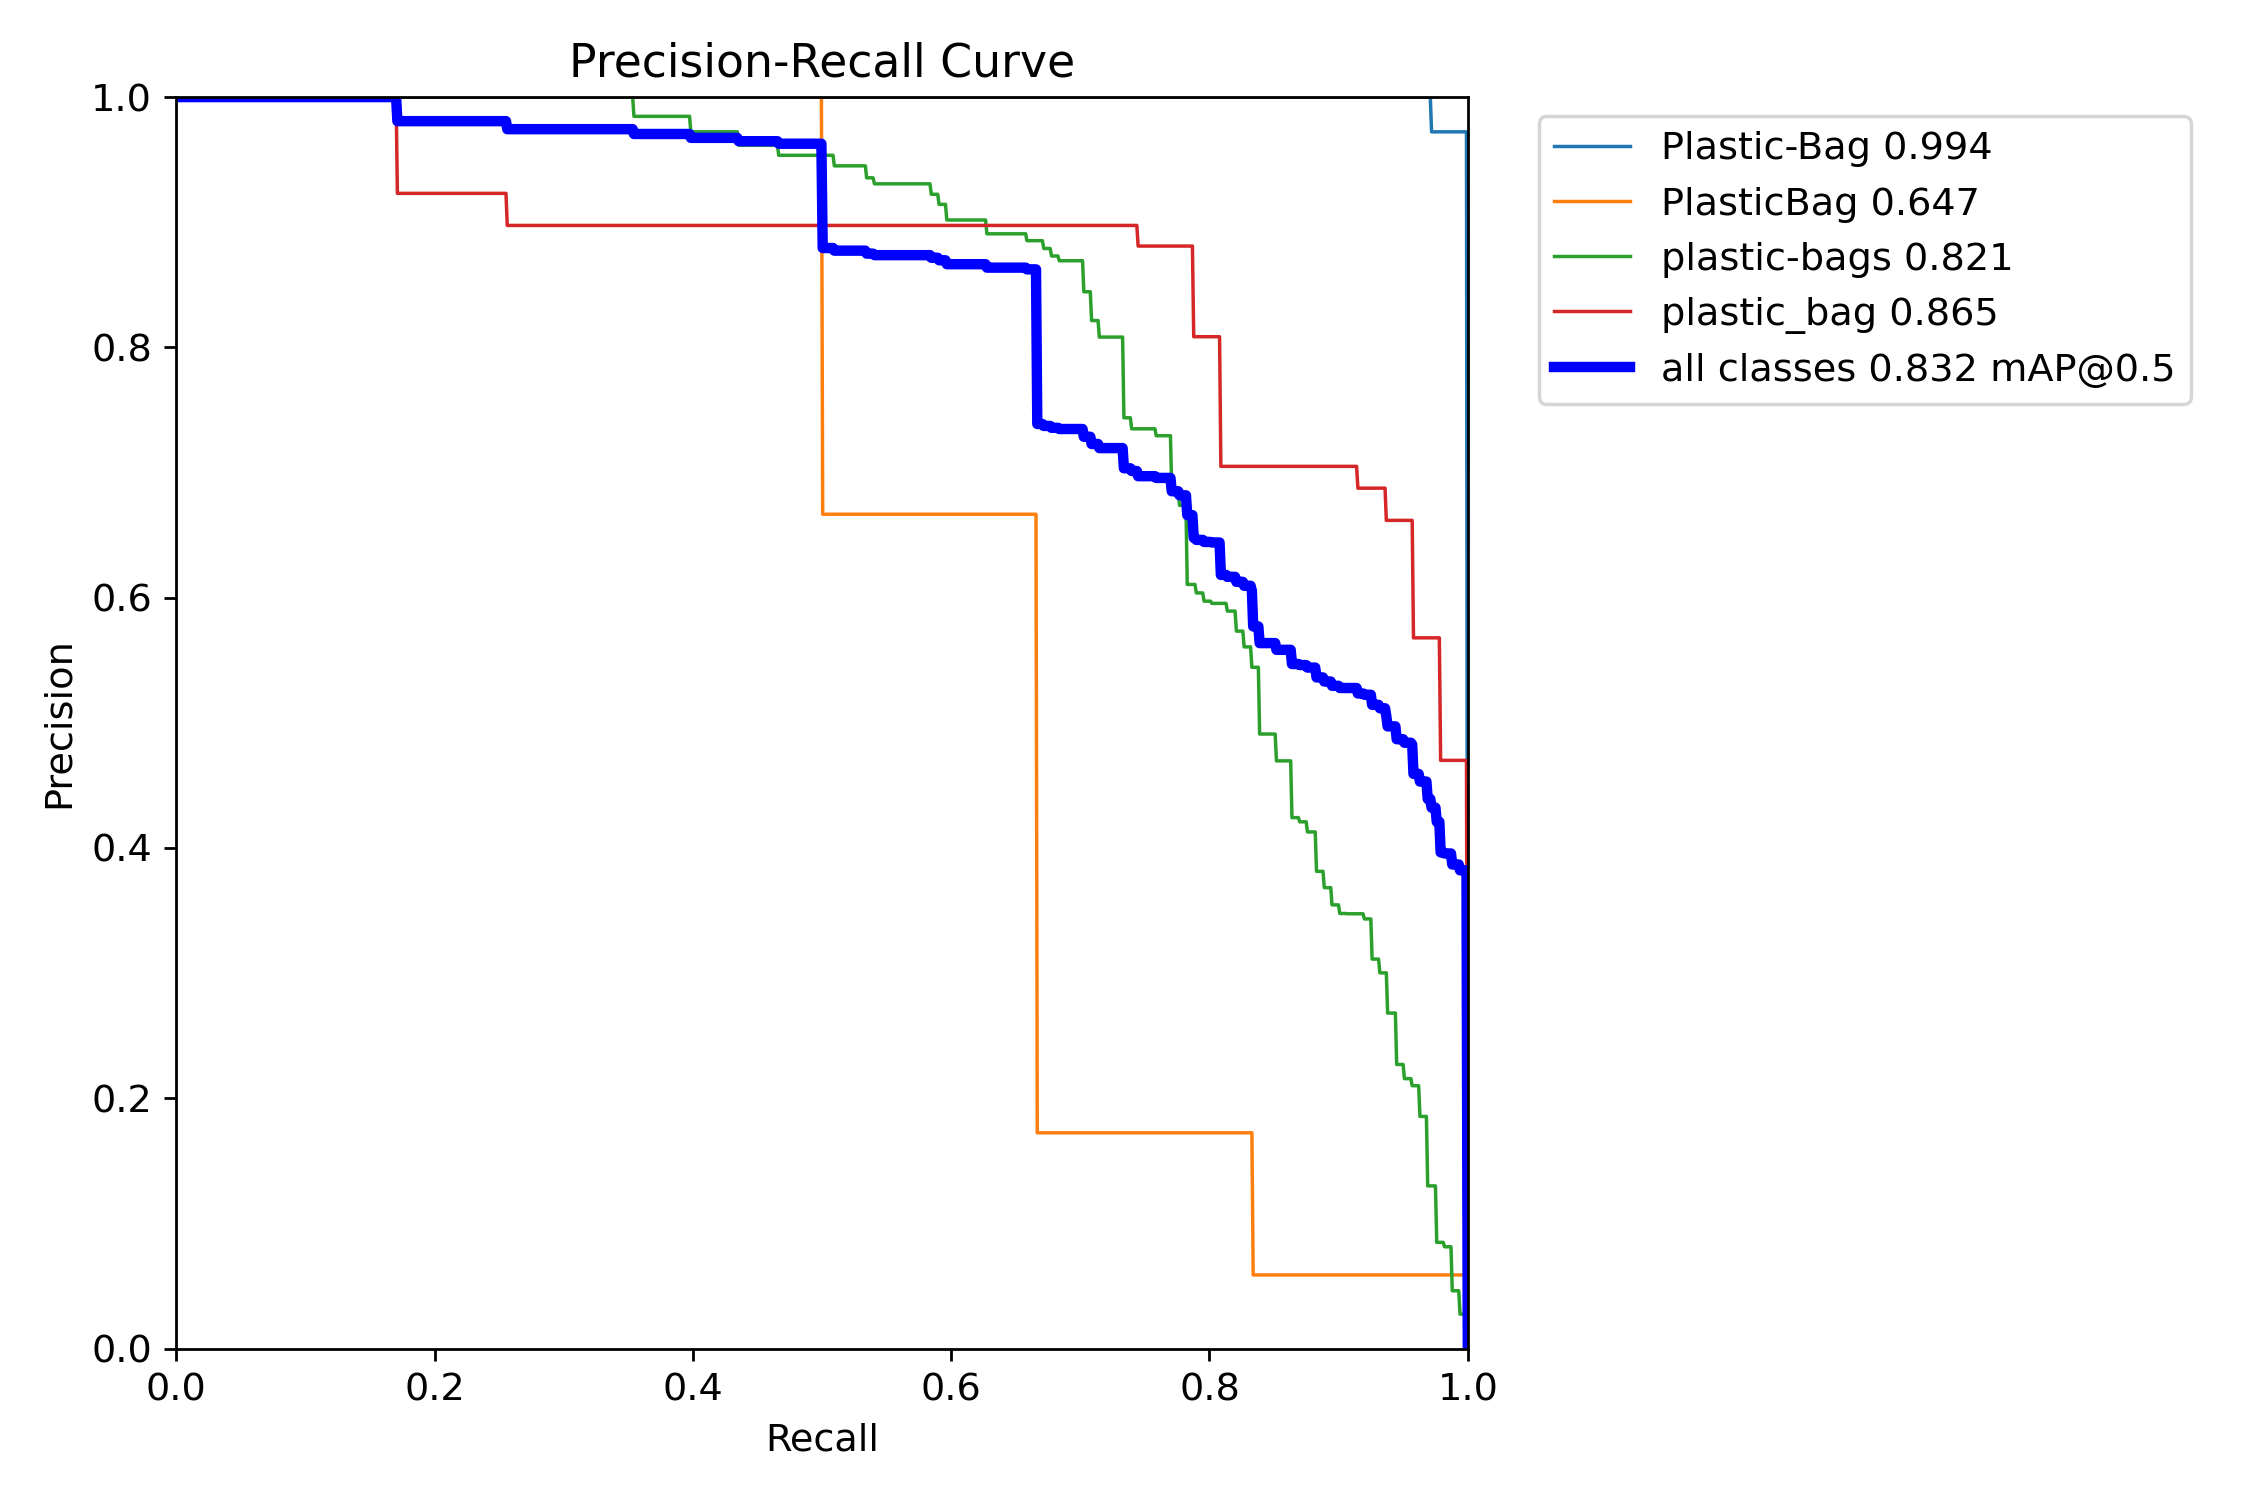 Precision-Recall Curve
1.0
0.8
0.6
0.4
0.2
0.0
Precision
0.0 0.2 0.4 0.6 0.8 1.0
Recall
Plastic-Bag 0.994
PlasticBag 0.647
plastic-bags 0.821
plastic_bag 0.865
all classes 0.832 mAP@0.5